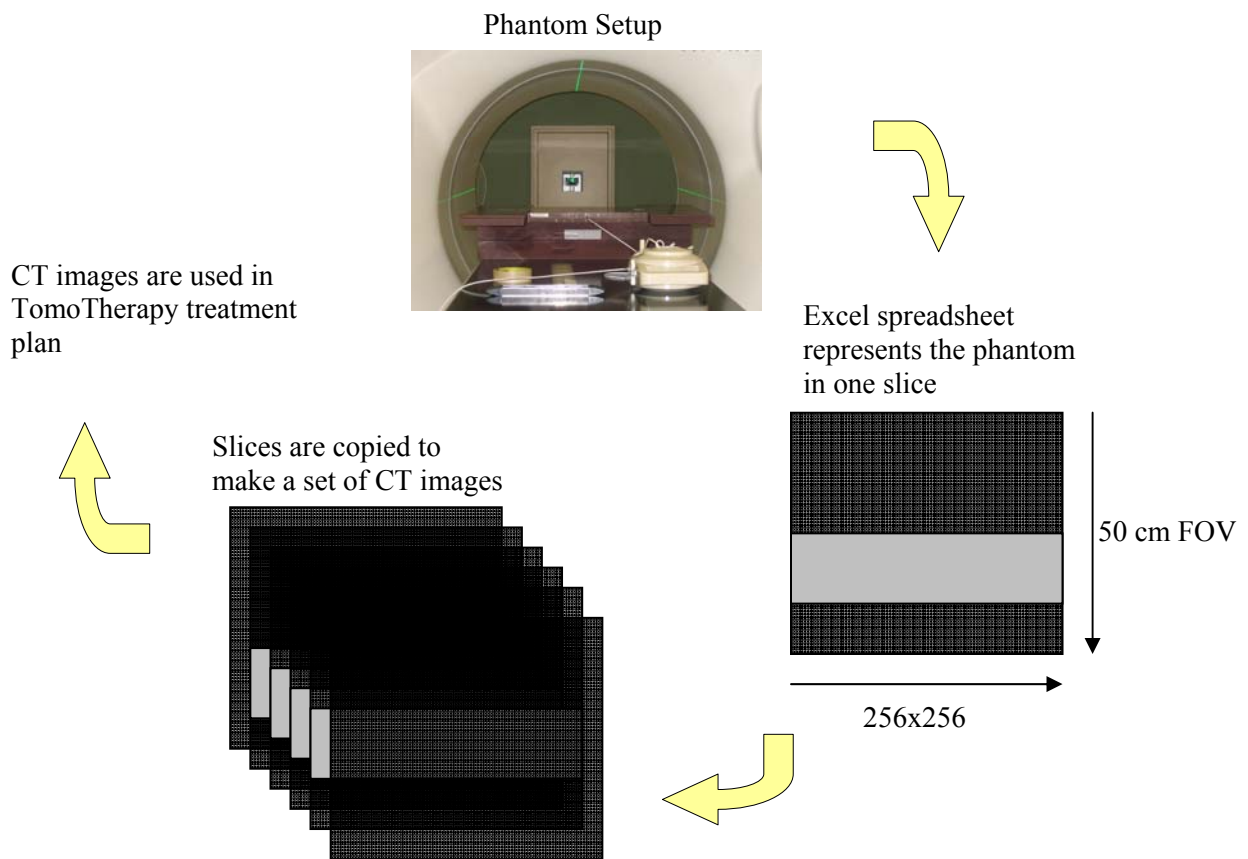 Phantom Setup
CT images are used in
TomoTherapy treatment
plan
Excel spreadsheet
represents the phantom
in one slice
Slices are copied to
make a set of CT images
50 cm FOV
256x256